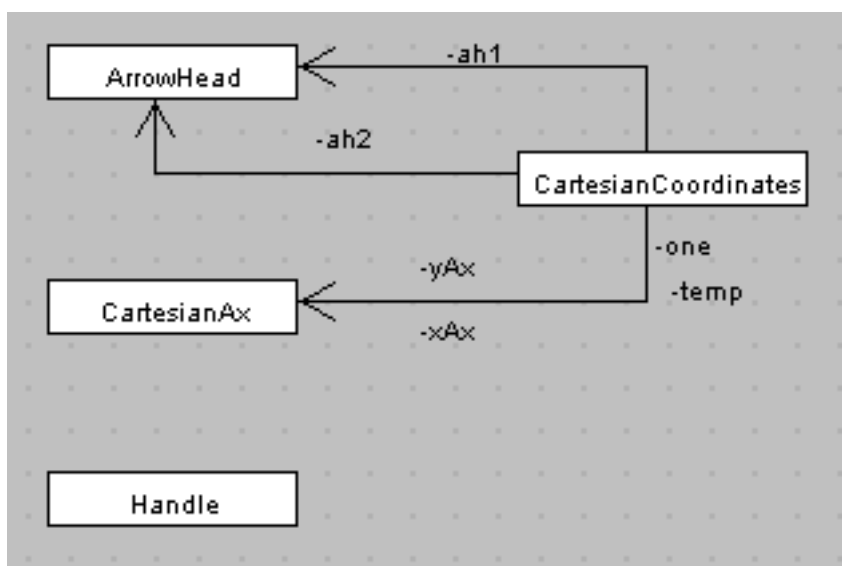 -ah1
ArrowHead
-ah2
CartesianCoordinates
-one
-yAx
-temp
CartesianAx
-xAx
Handle